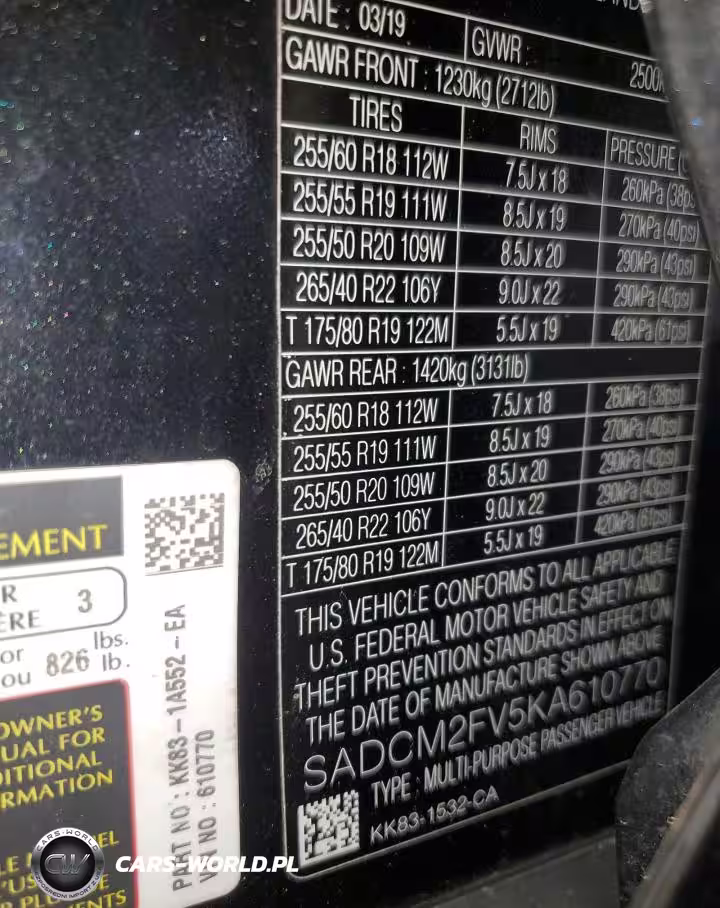 DATE : 03/19
GVWR :
2500
GAWR FRONT : 1230kg (2712lb)
TIRES RIMS PRESSURE
255/60 R18 112W 7.5J x 18 260kPa (38psi
255/55 R19 111W 8.5J x 19 270kPa (40psi)
255/50 R20 109W 8.5J x 20 290kPa (43psi)
265/40 R22 106Y 9.0J x 22 290kPa (43psi)
T 175/80 R19 122M 5.5J x 19 420kPa (61psi)
GAWR REAR : 1420kg (3131lb)
255/60 R18 112W 7.5J x 18 260kPa (38psi)
255/55 R19 111W 8.5J x 19 270kPa (40psi)
255/50 R20 109W 8.5J x 20 290kPa (43psi)
265/40 R22 106Y 9.0J x 22 290kPa (43psi)
T 175/80 R19 122M 5.5J x 19 420kPa (61psi)
THIS VEHICLE CONFORMS TO ALL APPLICABLE
U.S. FEDERAL MOTOR VEHICLE SAFETY AND
THEFT PREVENTION STANDARDS IN EFFECT ON
THE DATE OF MANUFACTURE SHOWN ABOVE
SADCM2FV5KA610770
TYPE : MULTI-PURPOSE PASSENGER VEHICLE
KK83-1532-CA
EMENT
R
ÈRE 3
or
ou 826 lbs.
lb.
OWNER'S
UAL FOR
DITIONAL
RMATION
PART NO : KK83-1A552-EA
VIN NO : 610770
CARS-WORLD
CW
CARS-WORLD.PL